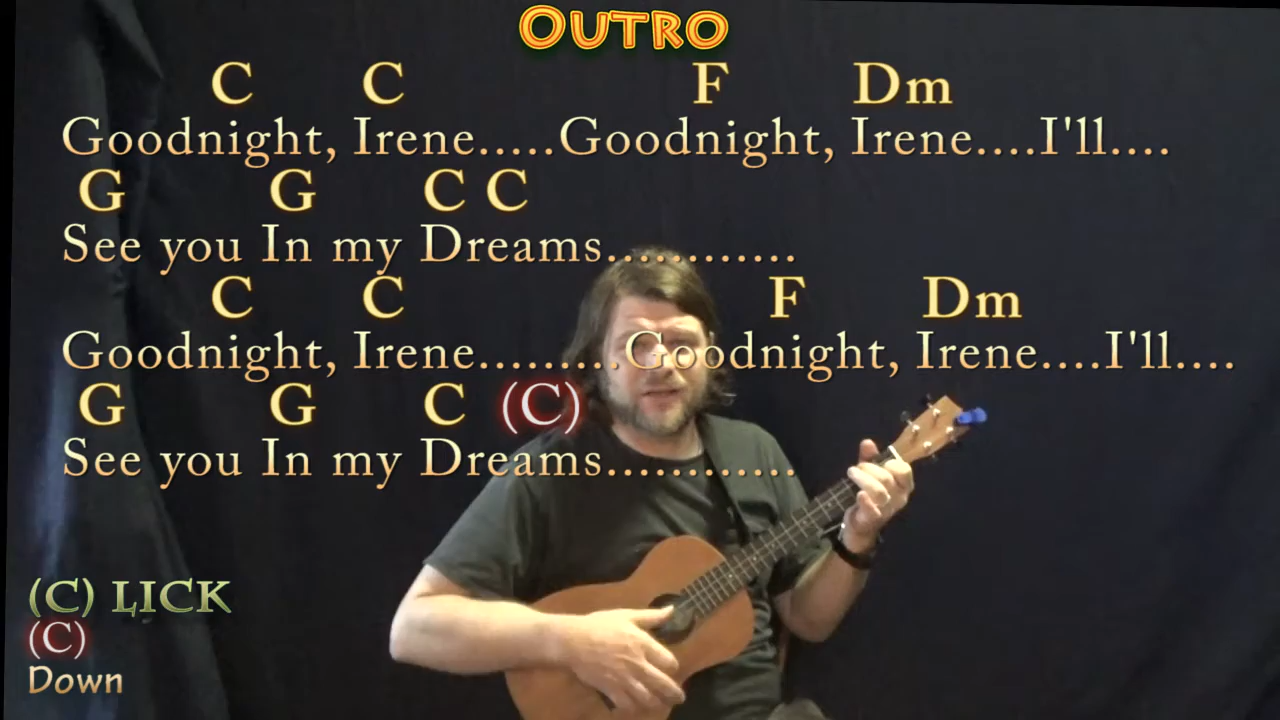 OUTRO
C C F Dm
Goodnight, Irene.....Goodnight, Irene....I'll....
G G C C
See you In my Dreams............
C C F Dm
Goodnight, Irene.........Goodnight, Irene....I'll....
G G C (C)
See you In my Dreams............
(C) LICK
(C)
Down